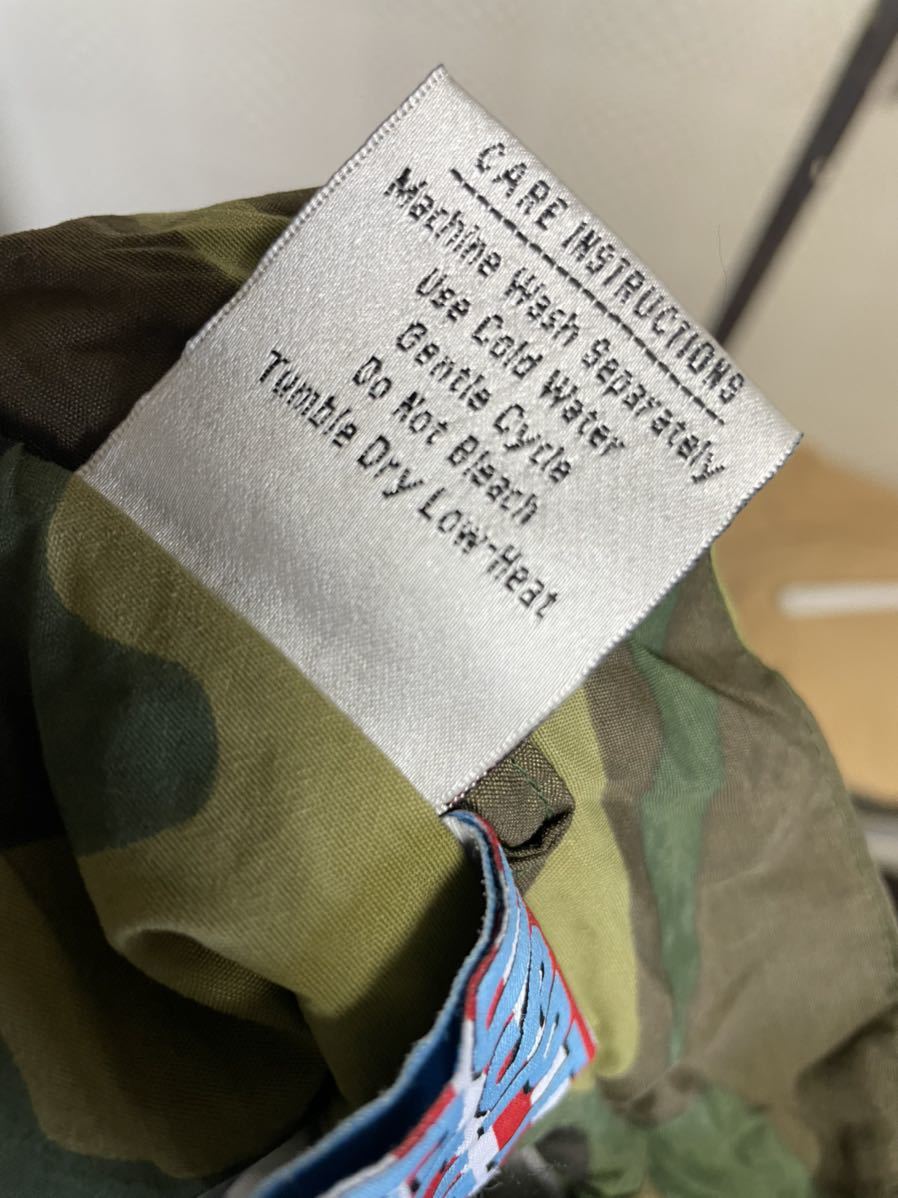 CARE INSTRUCTIONS
Machine Wash Separately
Use Cold Water
Gentle Cycle
Do Not Bleach
Tumble Dry Low-Heat